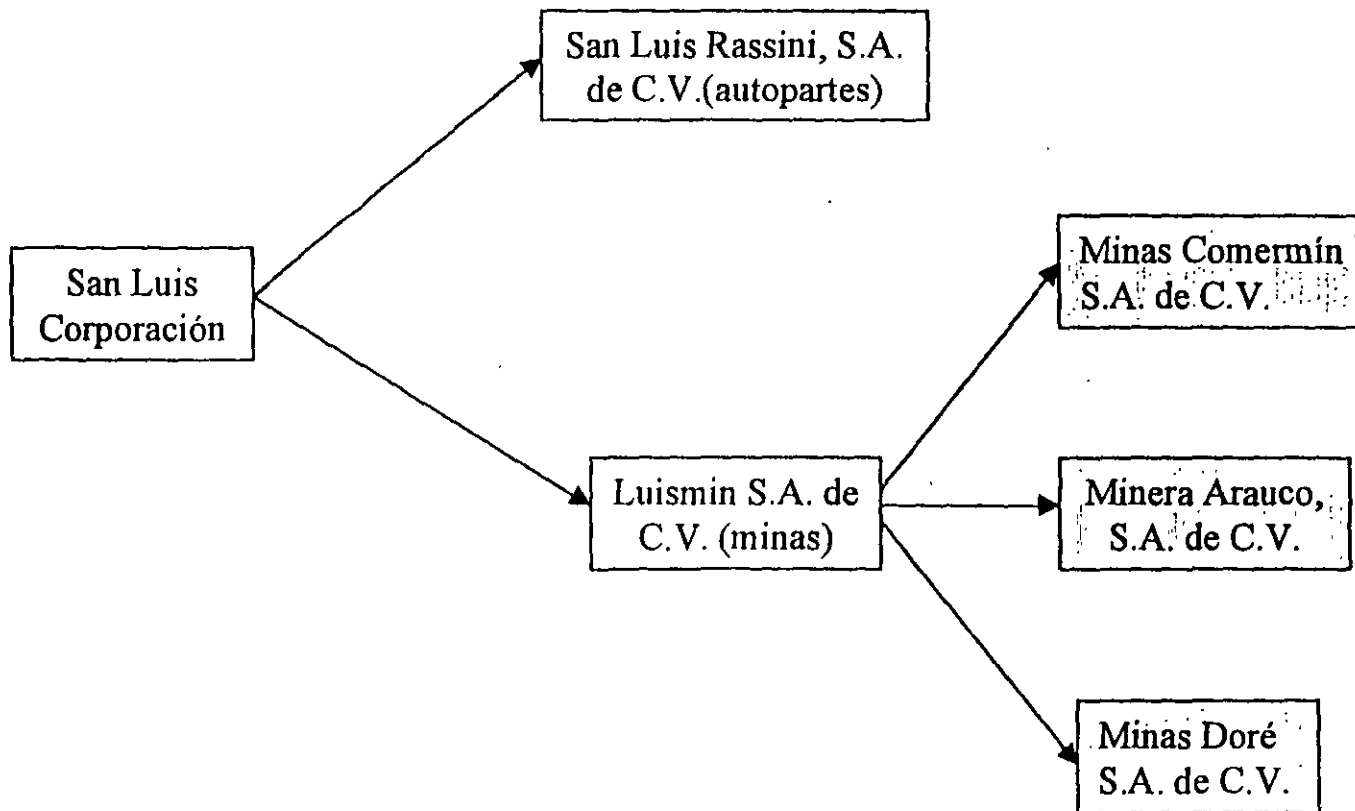 San Luis Rassini, S.A.
de C.V.(autopartes)
San Luis
Corporación
Minas Comermín
S.A. de C.V.
Luismin S.A. de
C.V. (minas)
Minera Arauco,
S.A. de C.V.
Minas Doré
S.A. de C.V.